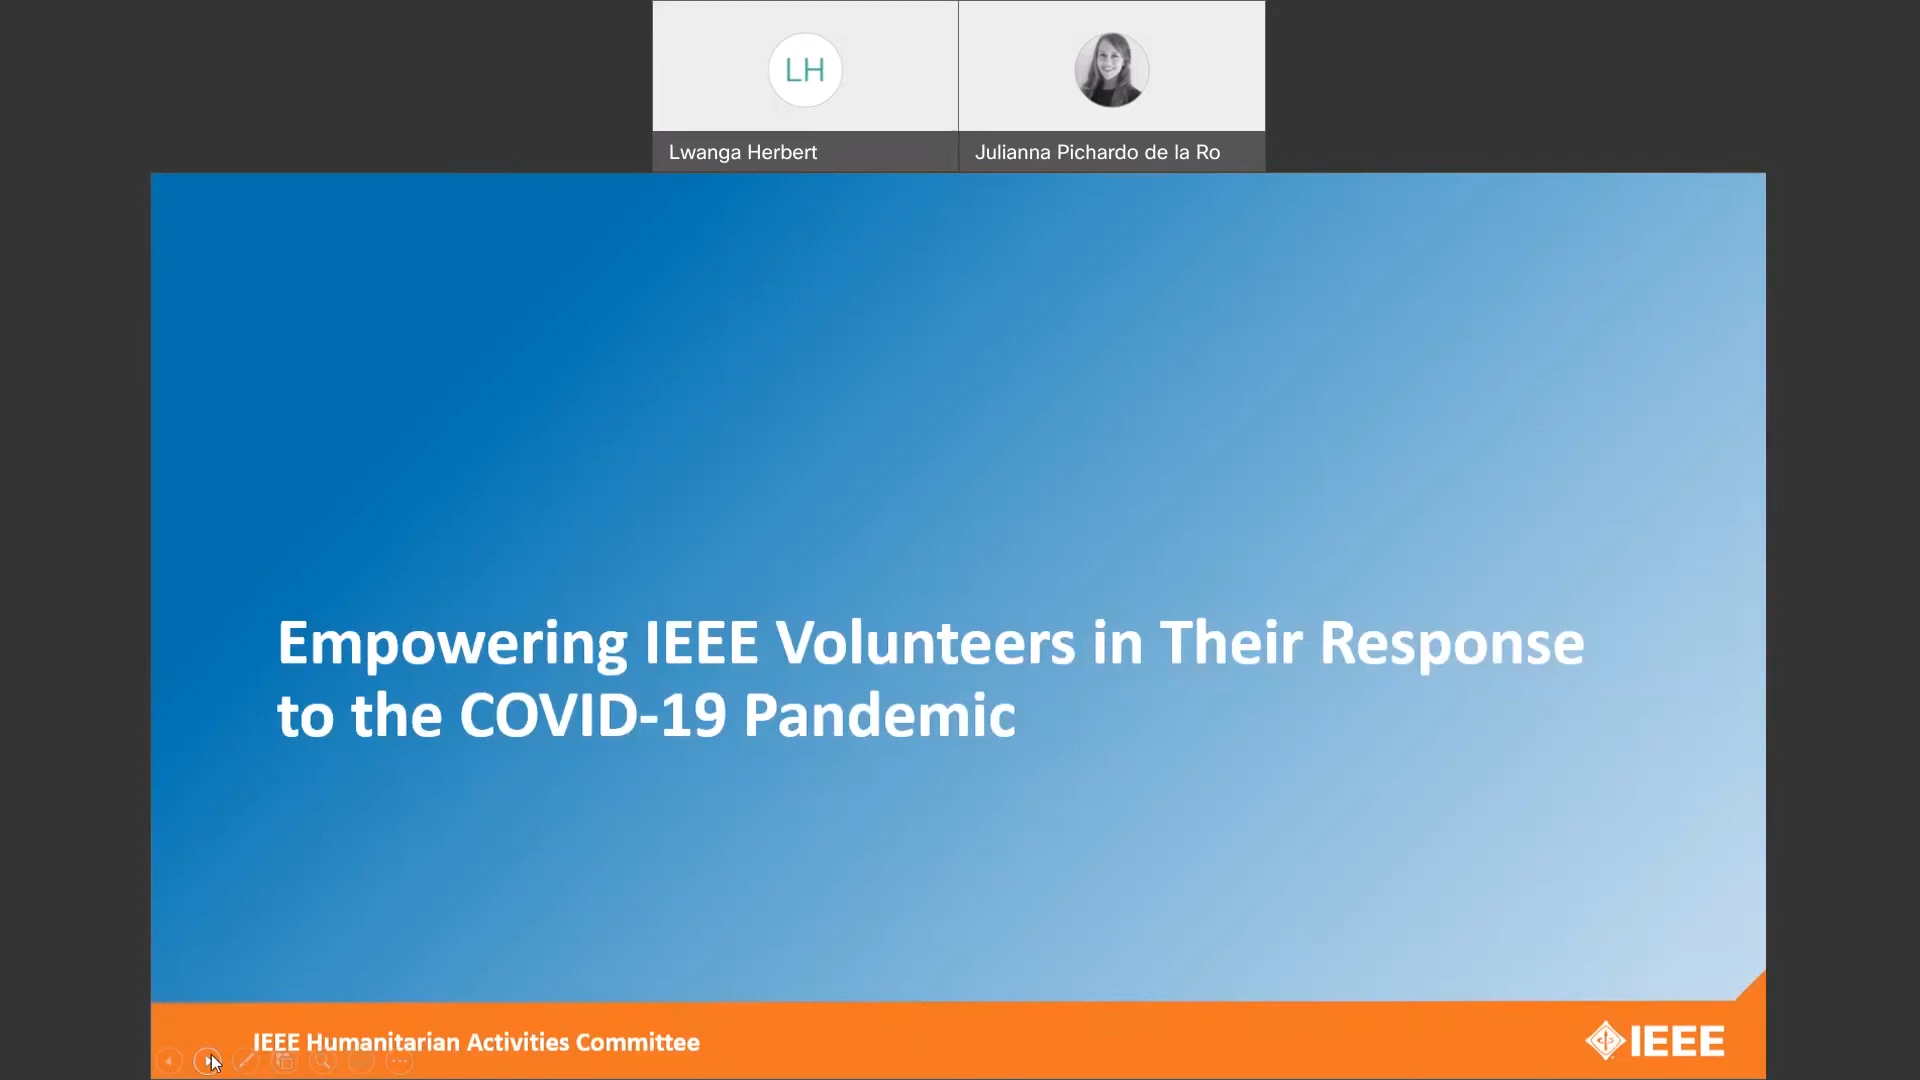 LH
Lwanga Herbert
Julianna Pichardo de la Ro
Empowering IEEE Volunteers in Their Response
to the COVID-19 Pandemic
IEEE Humanitarian Activities Committee
IEEE